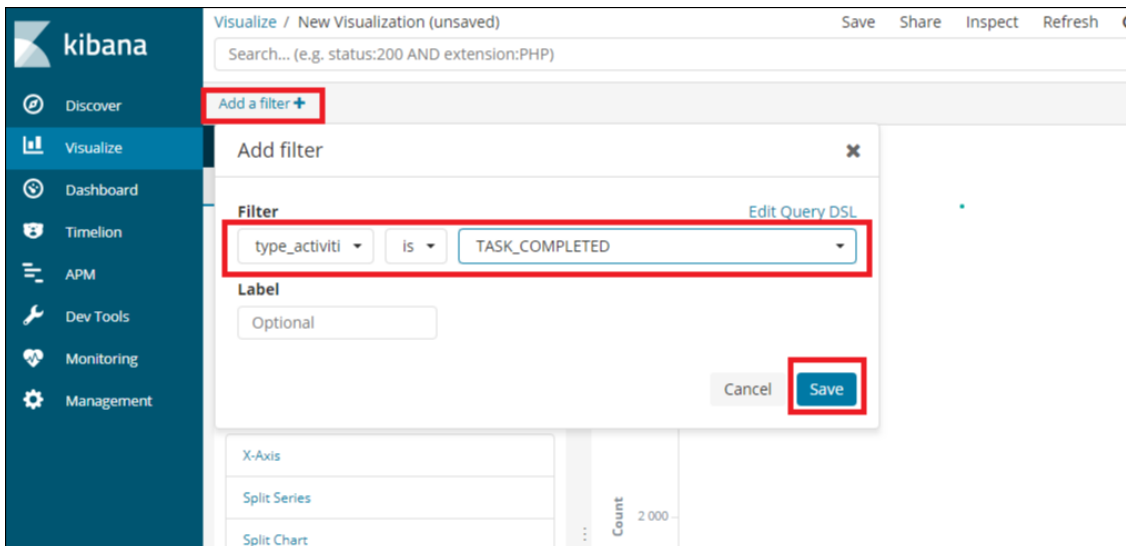 kibana
Discover
Visualize
Dashboard
Timelion
APM
Dev Tools
Monitoring
Management
Visualize / New Visualization (unsaved)
Save Share Inspect Refresh
Search... (e.g. status:200 AND extension:PHP)
Add a filter +
Add filter
Filter
Edit Query DSL
type_activiti is TASK_COMPLETED
Label
Optional
Cancel Save
X-Axis
Split Series
Split Chart
Count
2 000